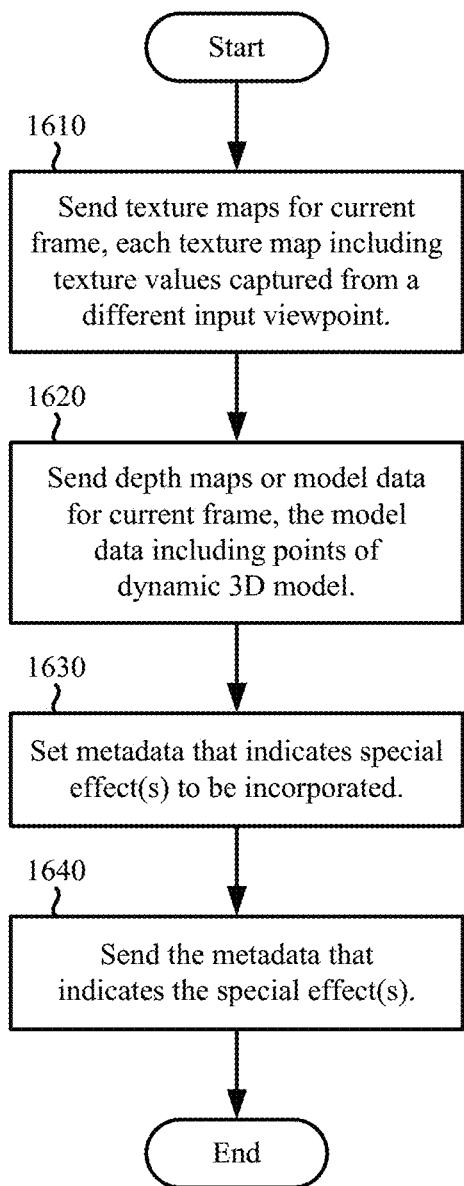 Start
1610
Send texture maps for current
frame, each texture map including
texture values captured from a
different input viewpoint.
1620
Send depth maps or model data
for current frame, the model
data including points of
dynamic 3D model.
1630
Set metadata that indicates special
effect(s) to be incorporated.
1640
Send the metadata that
indicates the special effect(s).
End